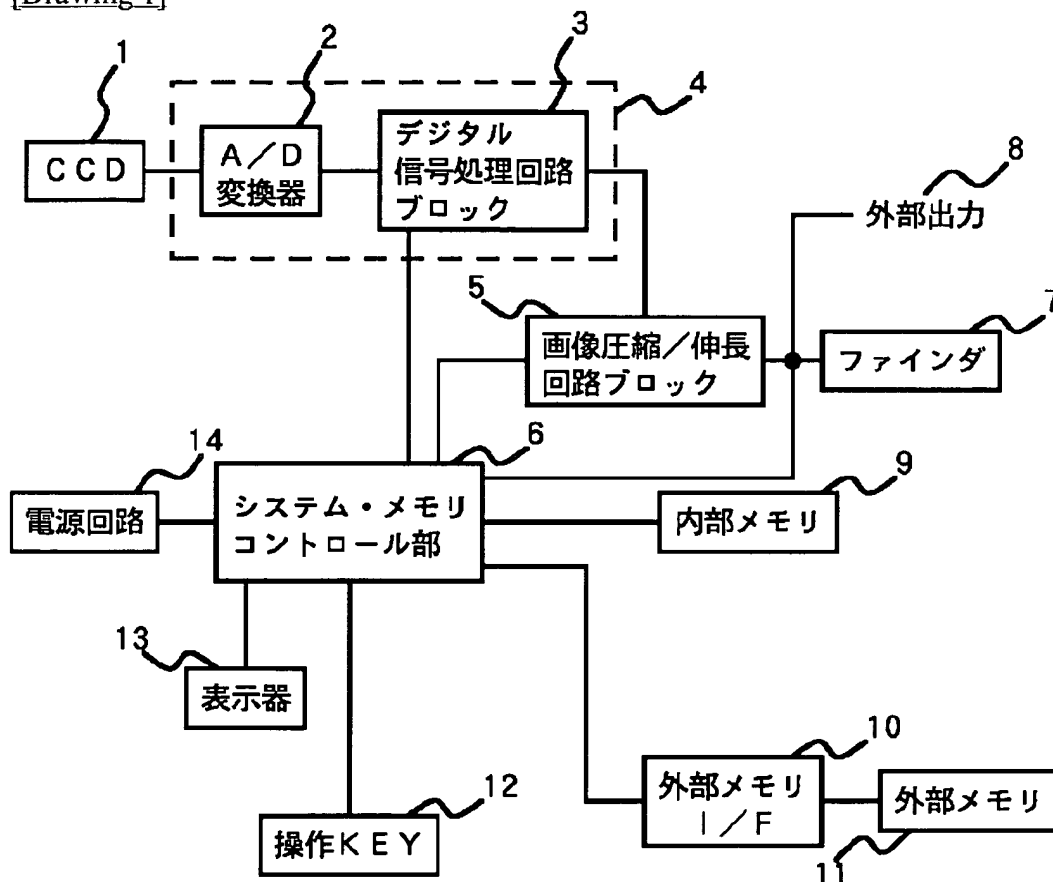 [Drawing 1]
1
2
3
4
CCD
A/D
変換器
デジタル
信号処理回路
ブロック
8
外部出力
5
画像圧縮/伸長
回路ブロック
7
ファインダ
14
6
9
電源回路
システム・メモリ
コントロール部
内部メモリ
13
表示器
10
12
外部メモリ
I/F
外部メモリ
操作KEY
11